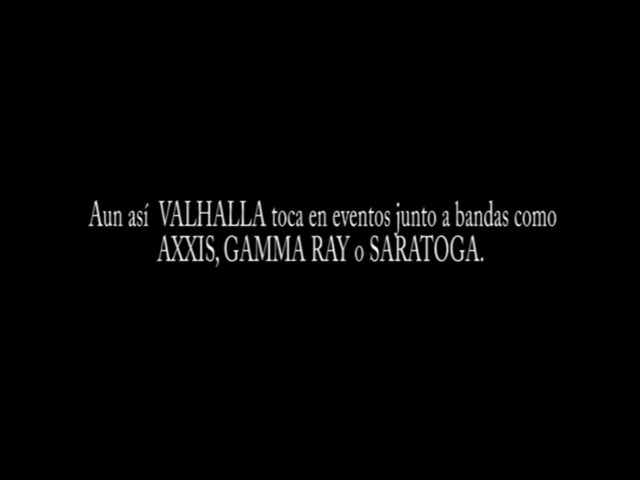 Aun así VALHALLA toca en eventos junto a bandas como
AXXIS, GAMMA RAY o SARATOGA.